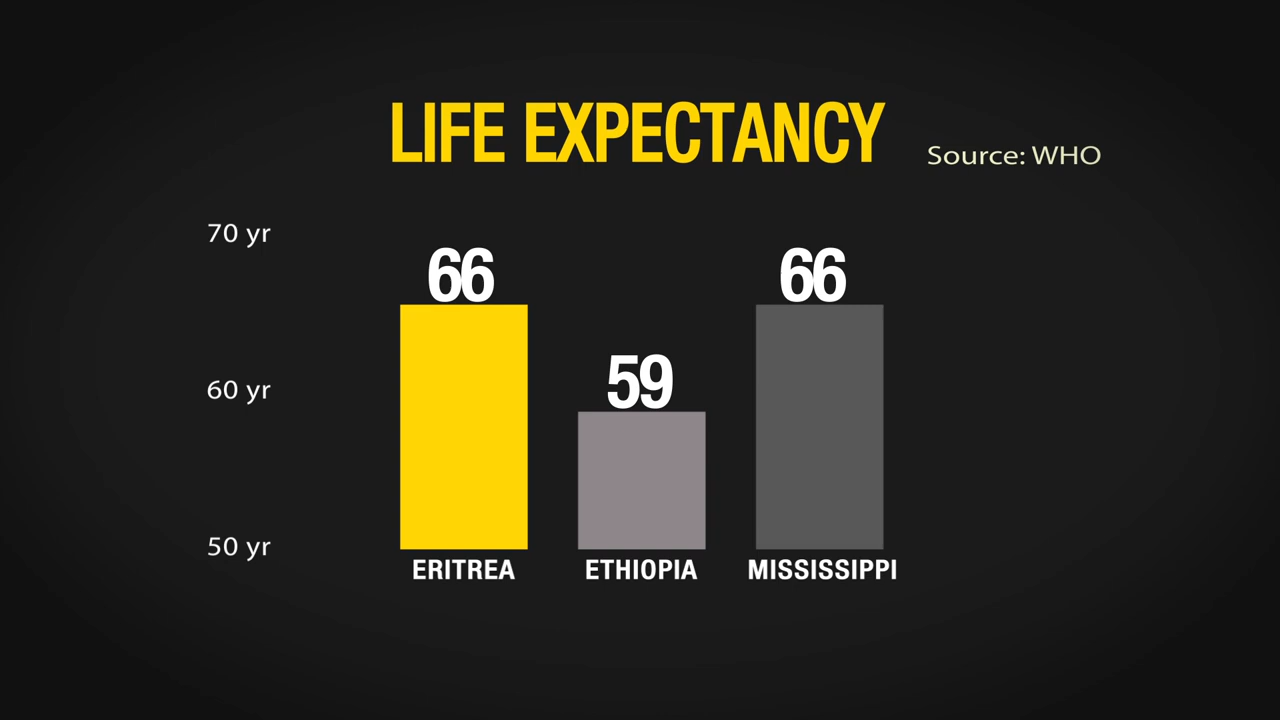 LIFE EXPECTANCY
Source: WHO
70 yr
66
66
60 yr
59
50 yr
ERITREA
ETHIOPIA
MISSISSIPPI